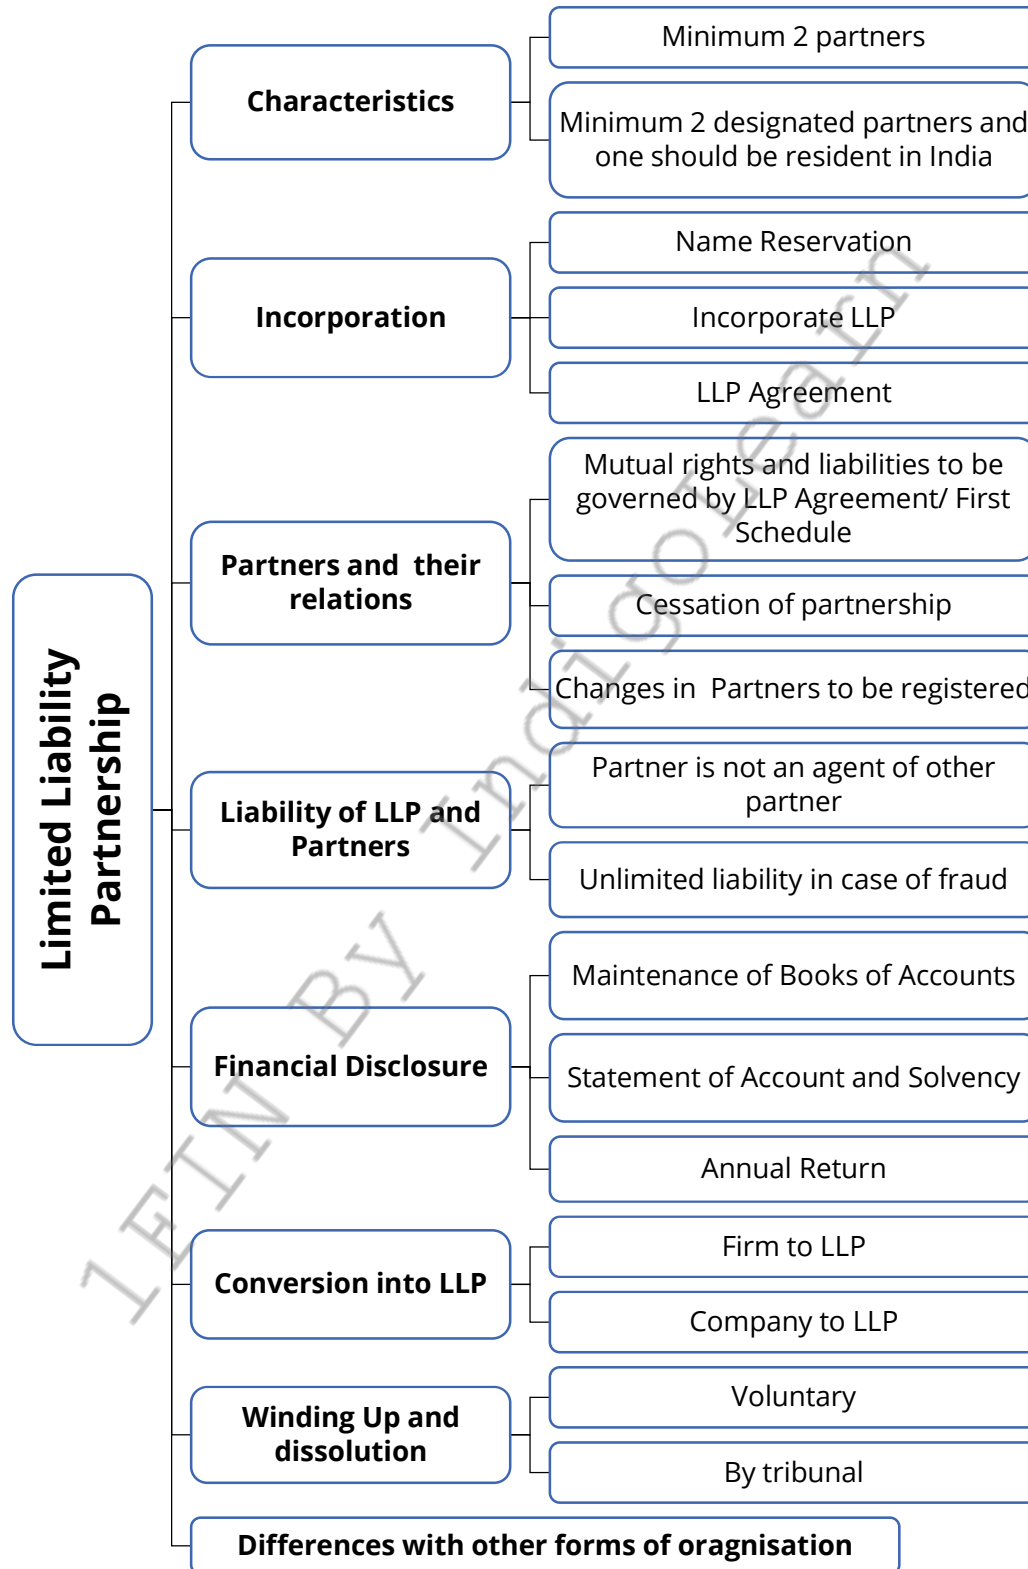 Limited Liability
Partnership
Characteristics
Minimum 2 partners
Minimum 2 designated partners and
one should be resident in India
Incorporation
Name Reservation
Incorporate LLP
LLP Agreement
Partners and their
relations
Mutual rights and liabilities to be
governed by LLP Agreement/ First
Schedule
Cessation of partnership
Changes in Partners to be registered
Liability of LLP and
Partners
Partner is not an agent of other
partner
Unlimited liability in case of fraud
Financial Disclosure
Maintenance of Books of Accounts
Statement of Account and Solvency
Annual Return
Conversion into LLP
Firm to LLP
Company to LLP
Winding Up and
dissolution
Voluntary
By tribunal
Differences with other forms of oragnisation
1FIN By IndigoLearn